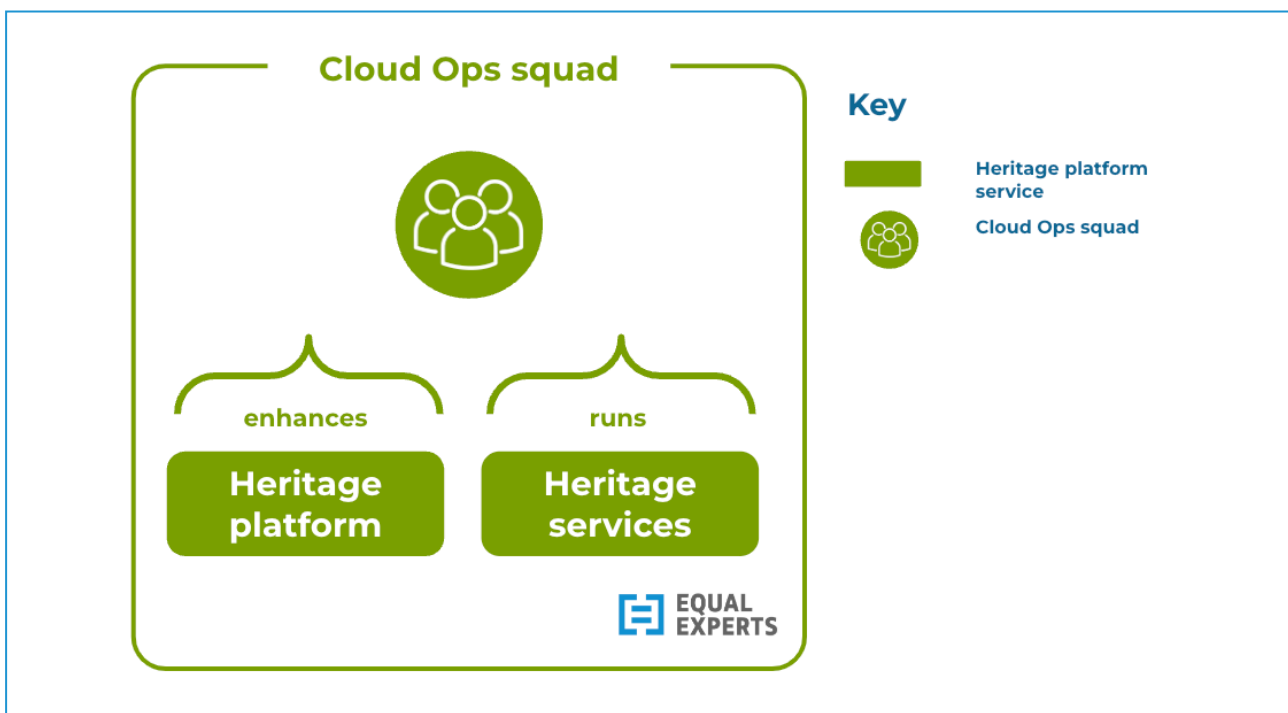 Cloud Ops squad
Key
Heritage platform
service
Cloud Ops squad
enhances
runs
Heritage
platform
Heritage
services
EQUAL
EXPERTS